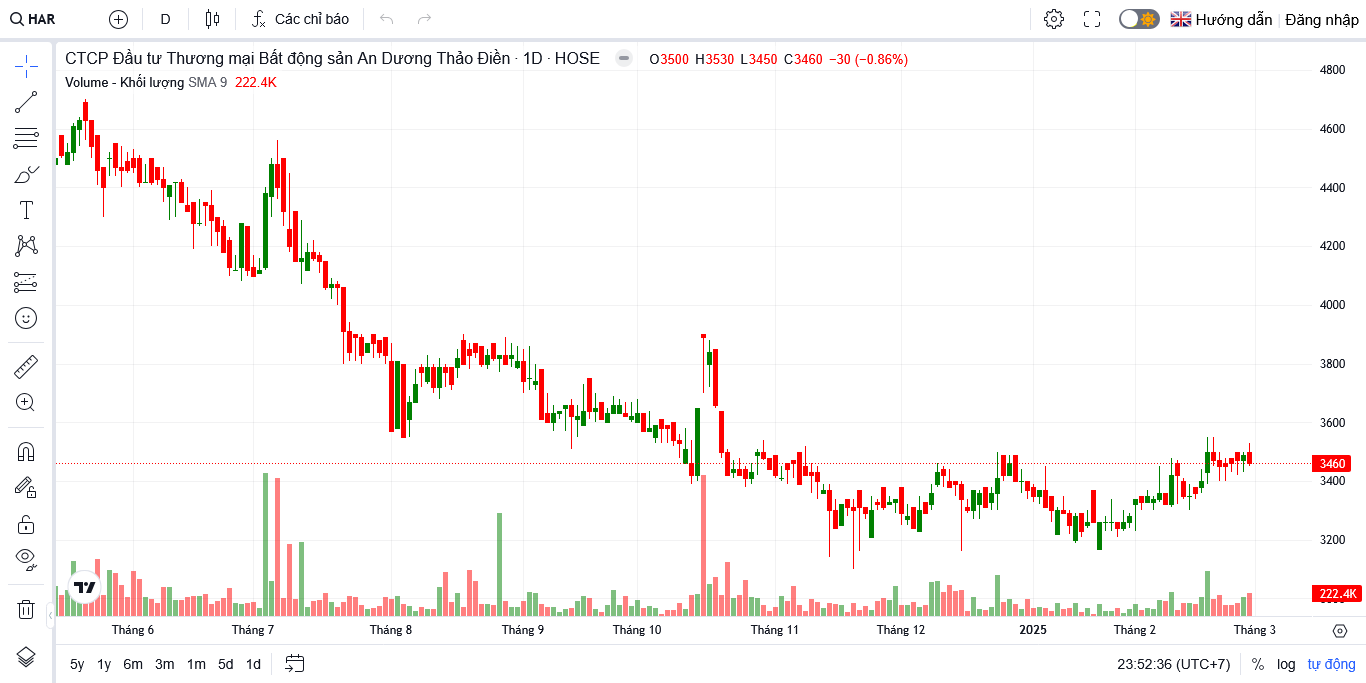 HAR D Các chỉ báo Hướng dẫn Đăng nhập
CTCP Đầu tư Thương mại Bất động sản An Dương Thảo Điền · 1D · HOSE O3500 H3530 L3450 C3460 −30 (−0.86%)
Volume - Khối lượng SMA 9 222.4K
4800
4600
4400
4200
4000
3800
3600
3460
3400
3200
222.4K
Tháng 6 Tháng 7 Tháng 8 Tháng 9 Tháng 10 Tháng 11 Tháng 12 2025 Tháng 2 Tháng 3
5y 1y 6m 3m 1m 5d 1d 23:52:36 (UTC+7) % log tự động